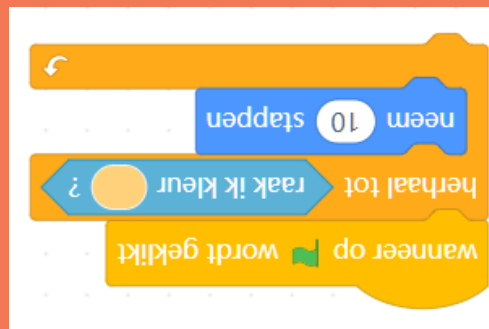 wanneer op wordt geklikt
herhaal tot raak ik kleur ?
neem 10 stappen